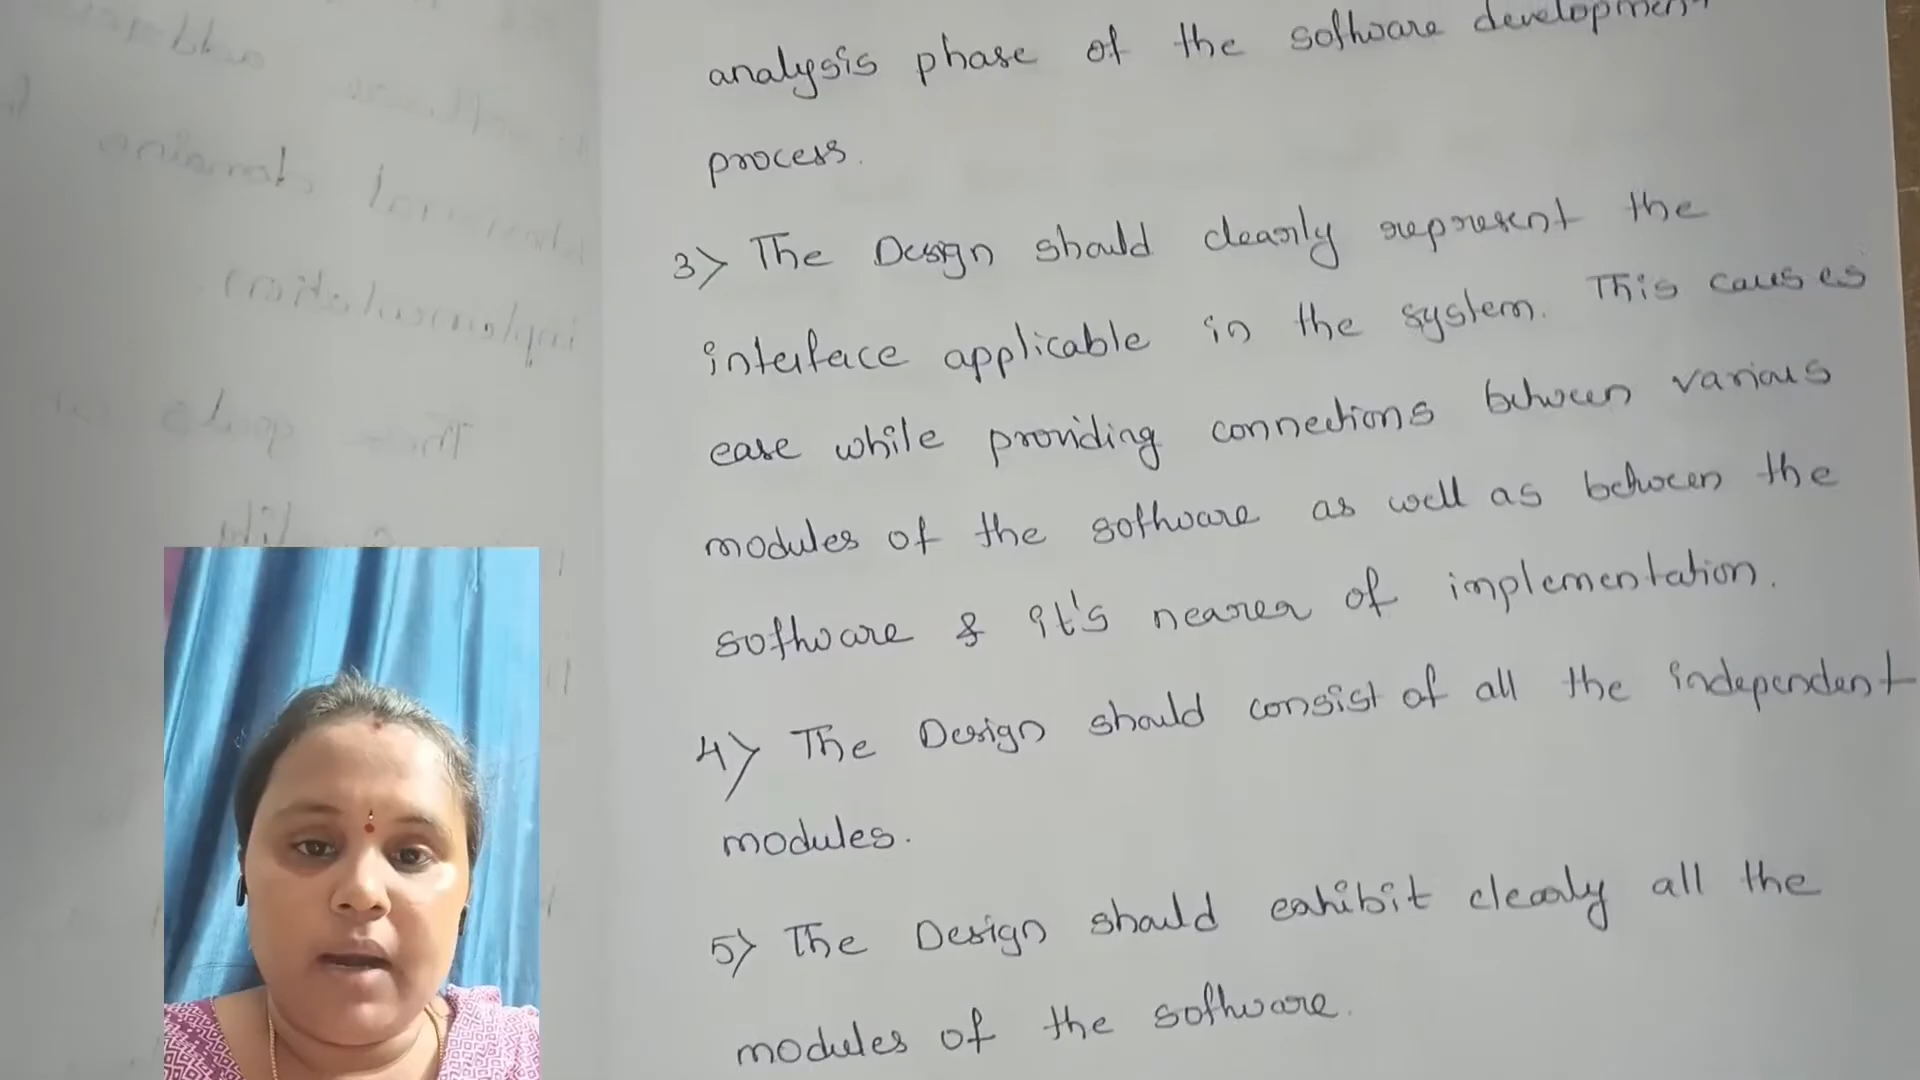 analysis phase of the software development
process.
3) The Design should clearly represent the
interface applicable in the system. This causes
ease while providing connections between various
modules of the software as well as between the
software & it's nearer of implementation.
4) The Design should consist of all the independent
modules.
5) The Design should exhibit clearly all the
modules of the software.